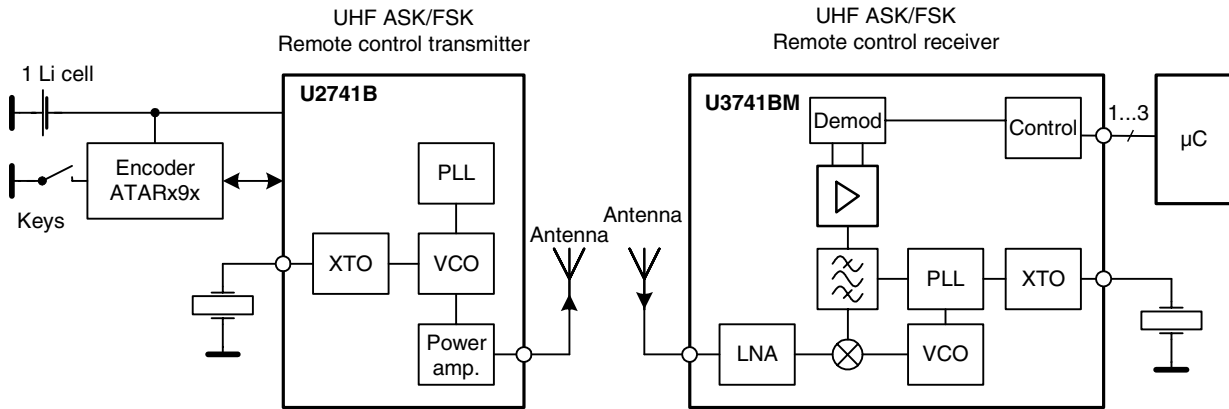 UHF ASK/FSK
Remote control transmitter
UHF ASK/FSK
Remote control receiver
1 Li cell
U2741B
Encoder
ATARx9x
Keys
PLL
XTO
VCO
Power
amp.
Antenna
Antenna
U3741BM
Demod
Control
1...3
µC
PLL
XTO
LNA
VCO